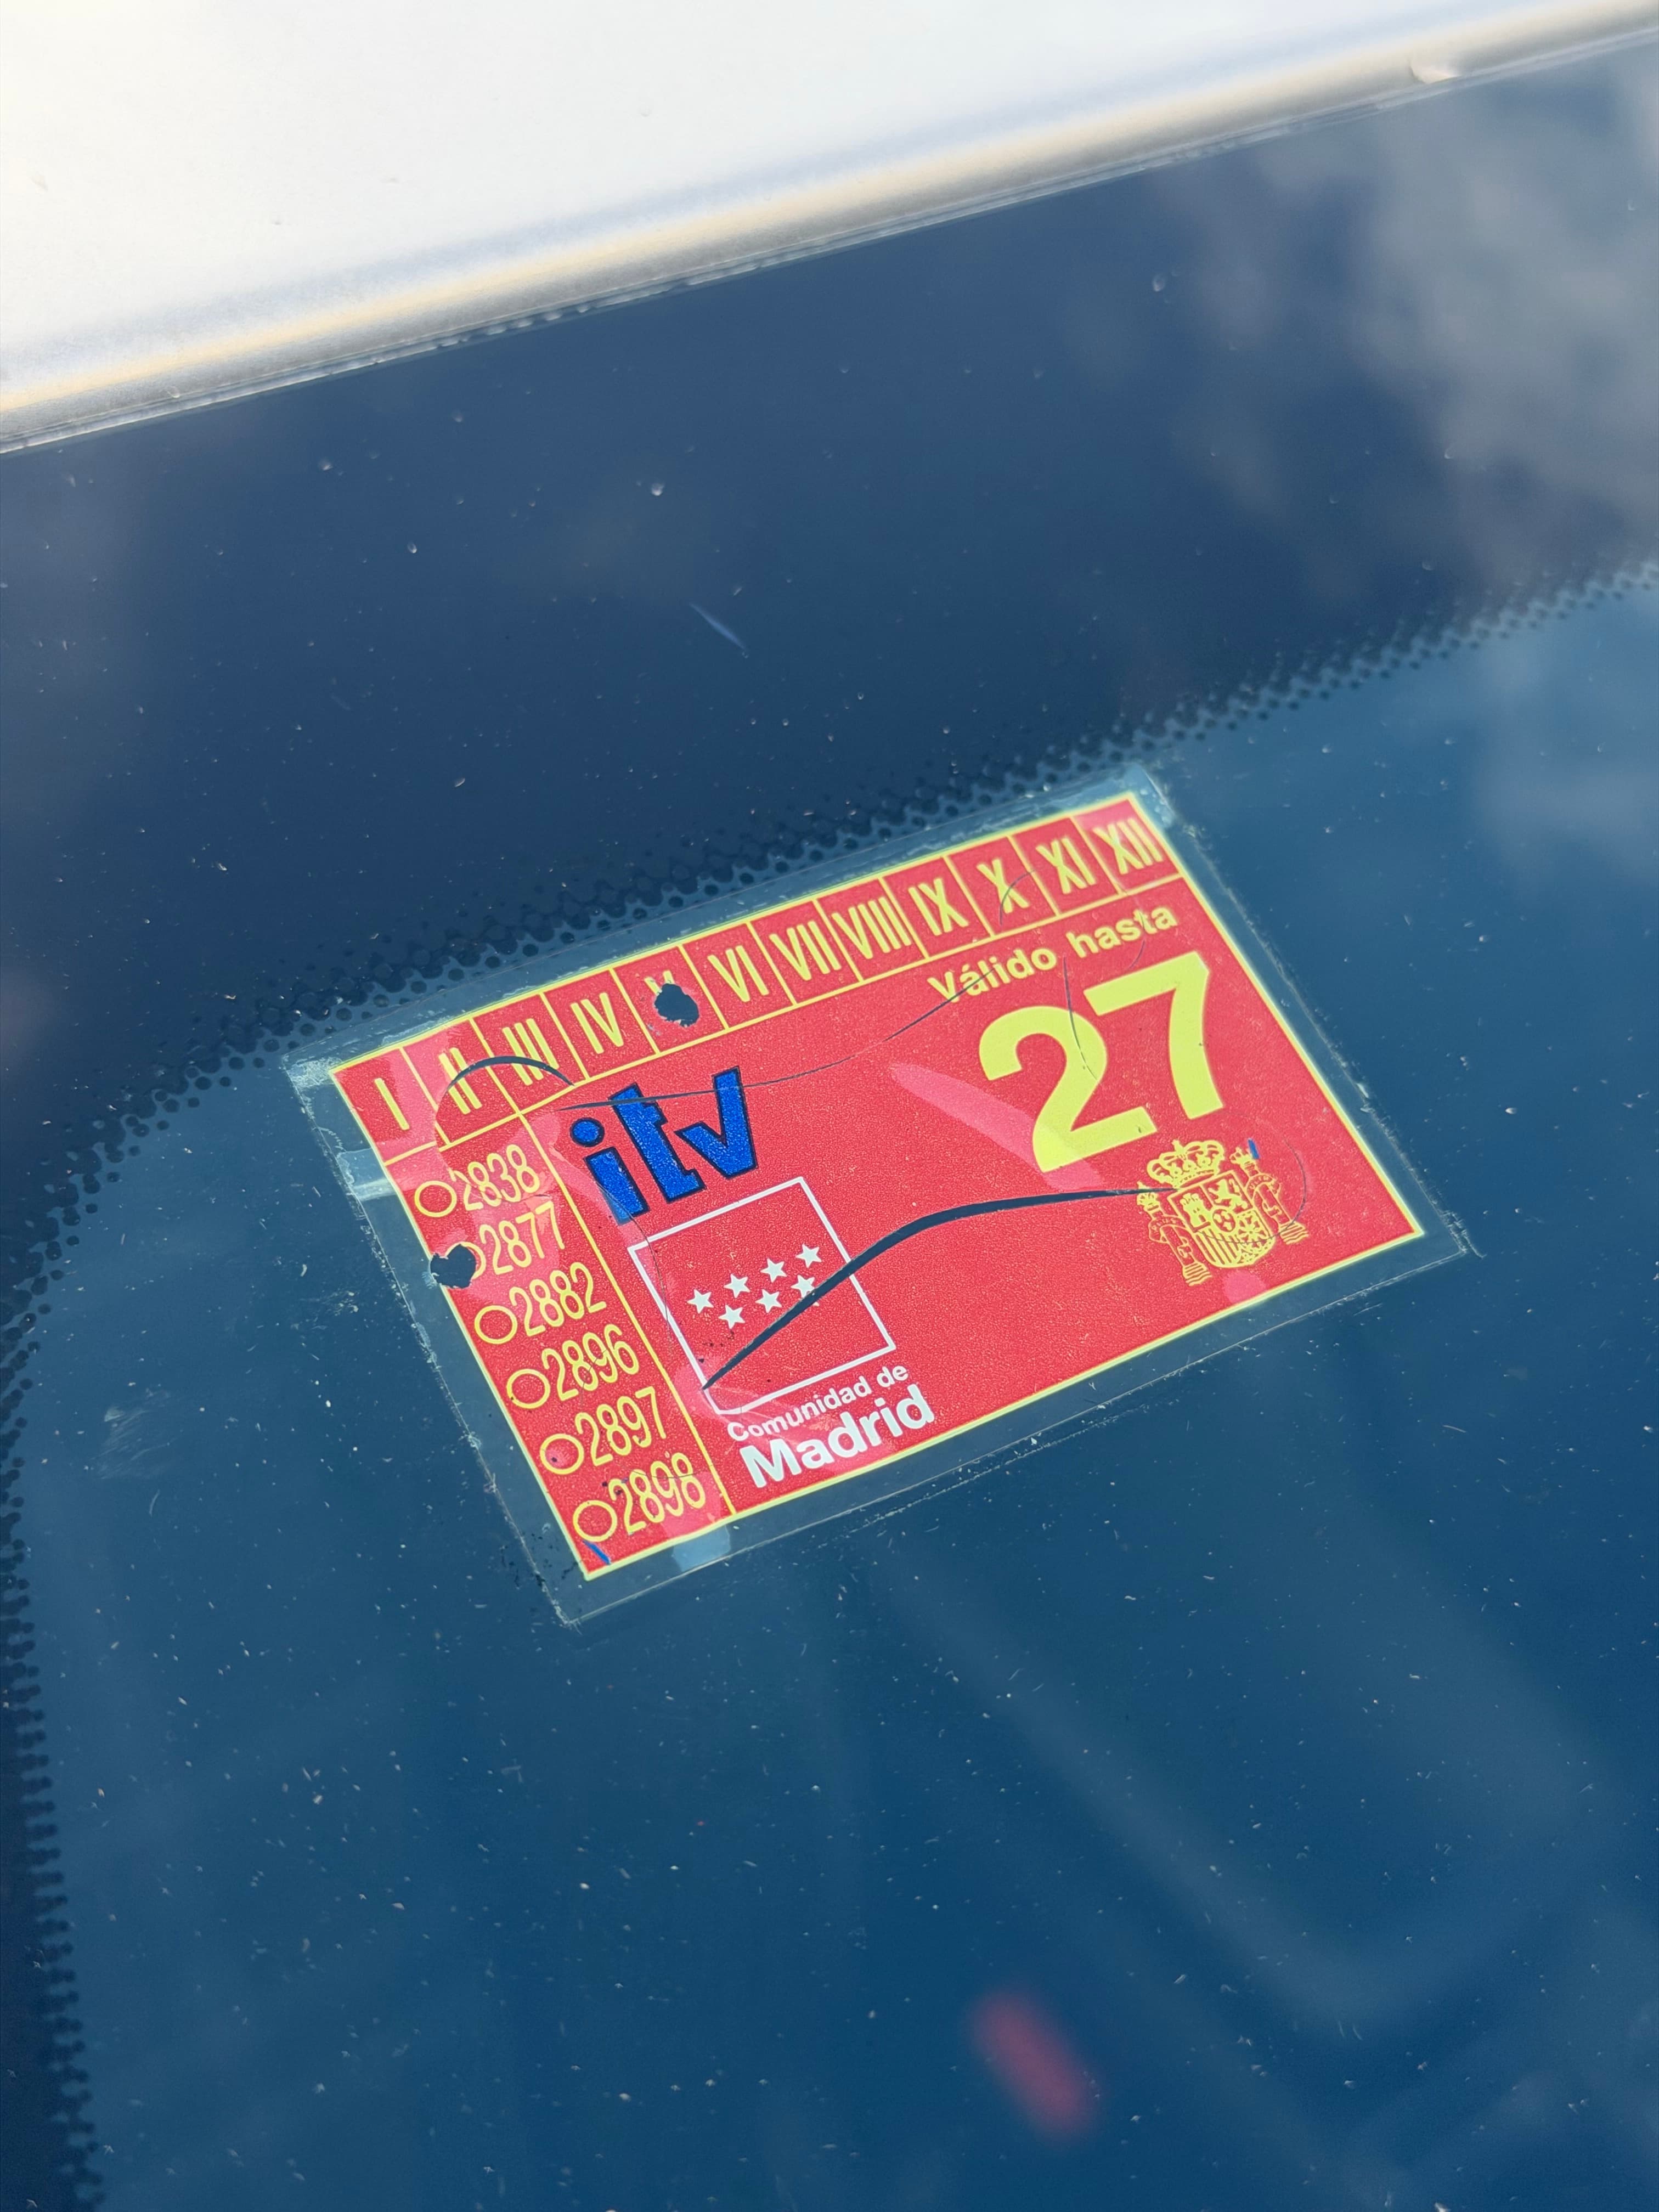 I II III IV V VI VII VIII IX X XI XII
Válido hasta
27
itv
2838
2877
2882
2896
2897
2898
Comunidad de
Madrid